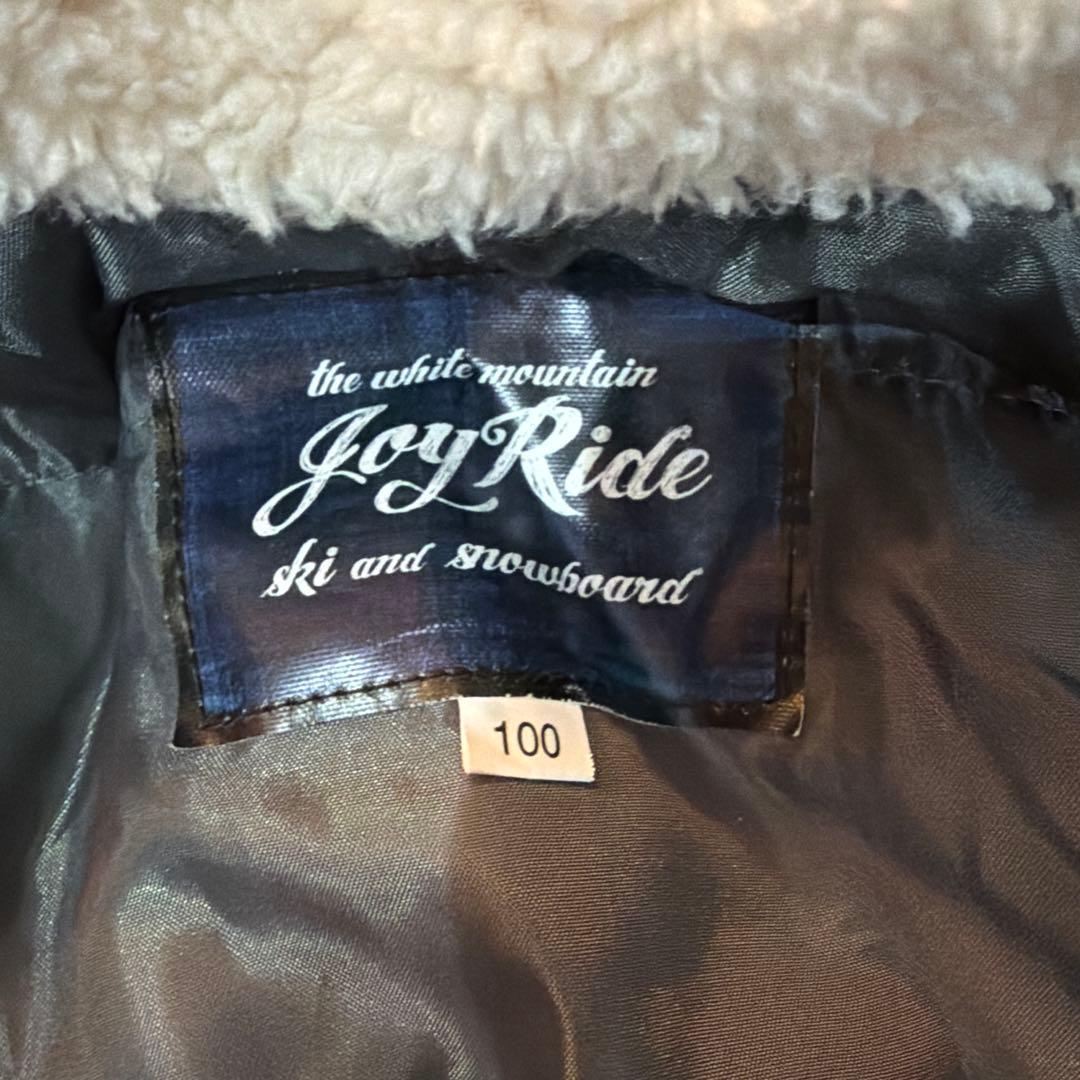 the white mountain
JoyRide
ski and snowboard
100